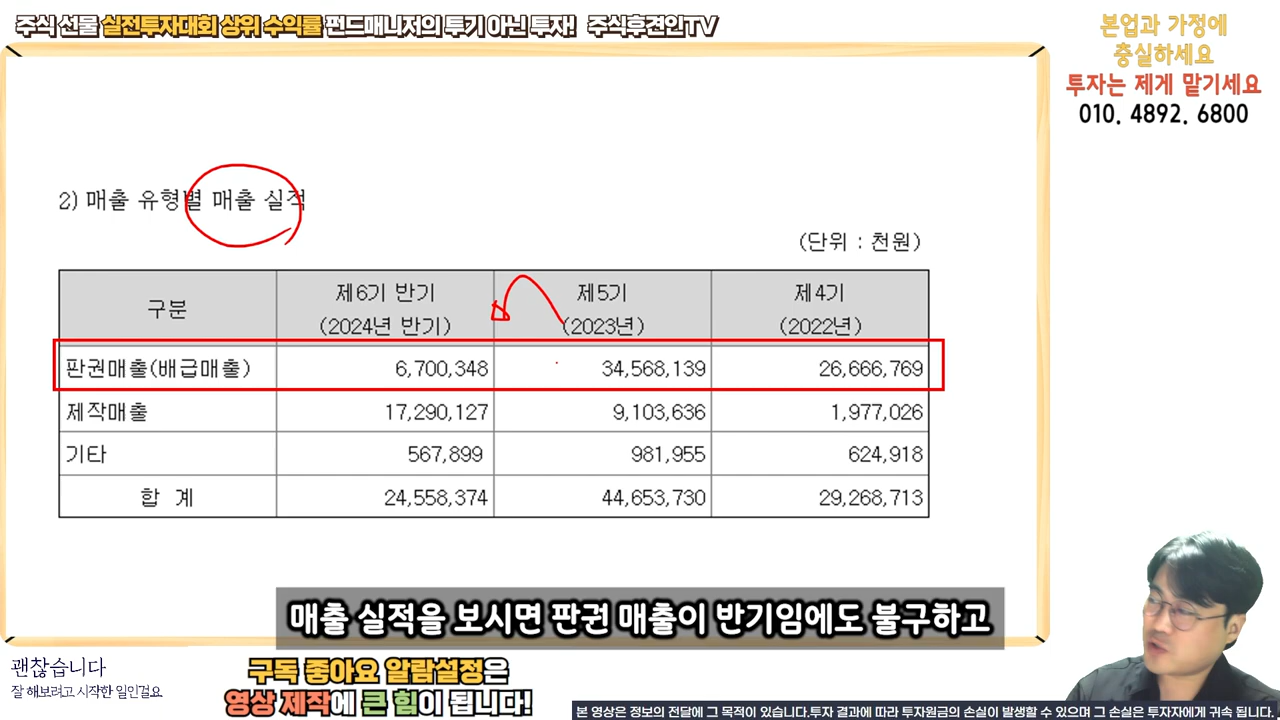 주식 선물 실전투자대회 상위 수익률 펀드매니저의 투기 아닌 투자! 주식후견인TV
본업과 가정에
충실하세요
투자는 제게 맡기세요
010. 4892. 6800
2) 매출 유형별 매출 실적
(단위 : 천원)
구분 제6기 반기 (2024년 반기) 제5기 (2023년) 제4기 (2022년)
판권매출(배급매출) 6,700,348 34,568,139 26,666,769
제작매출 17,290,127 9,103,636 1,977,026
기타 567,899 981,955 624,918
합 계 24,558,374 44,653,730 29,268,713
매출 실적을 보시면 판권 매출이 반기임에도 불구하고
괜찮습니다
잘 해보려고 시작한 일인걸요
구독 좋아요 알람설정은
영상 제작에 큰 힘이 됩니다!
본 영상은 정보의 전달에 그 목적이 있습니다.투자 결과에 따라 투자원금의 손실이 발생할 수 있으며 그 손실은 투자자에게 귀속 됩니다.